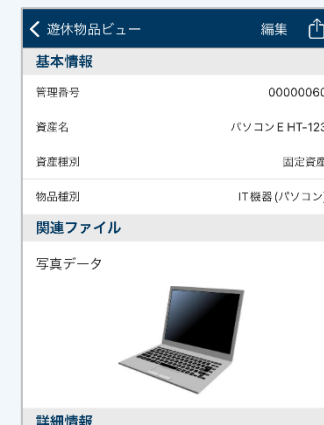 遊休物品ビュー 編集
基本情報
管理番号 00000060
資産名 パソコンE HT-123
資産種別 固定資産
物品種別 IT機器(パソコン)
関連ファイル
写真データ
詳細情報